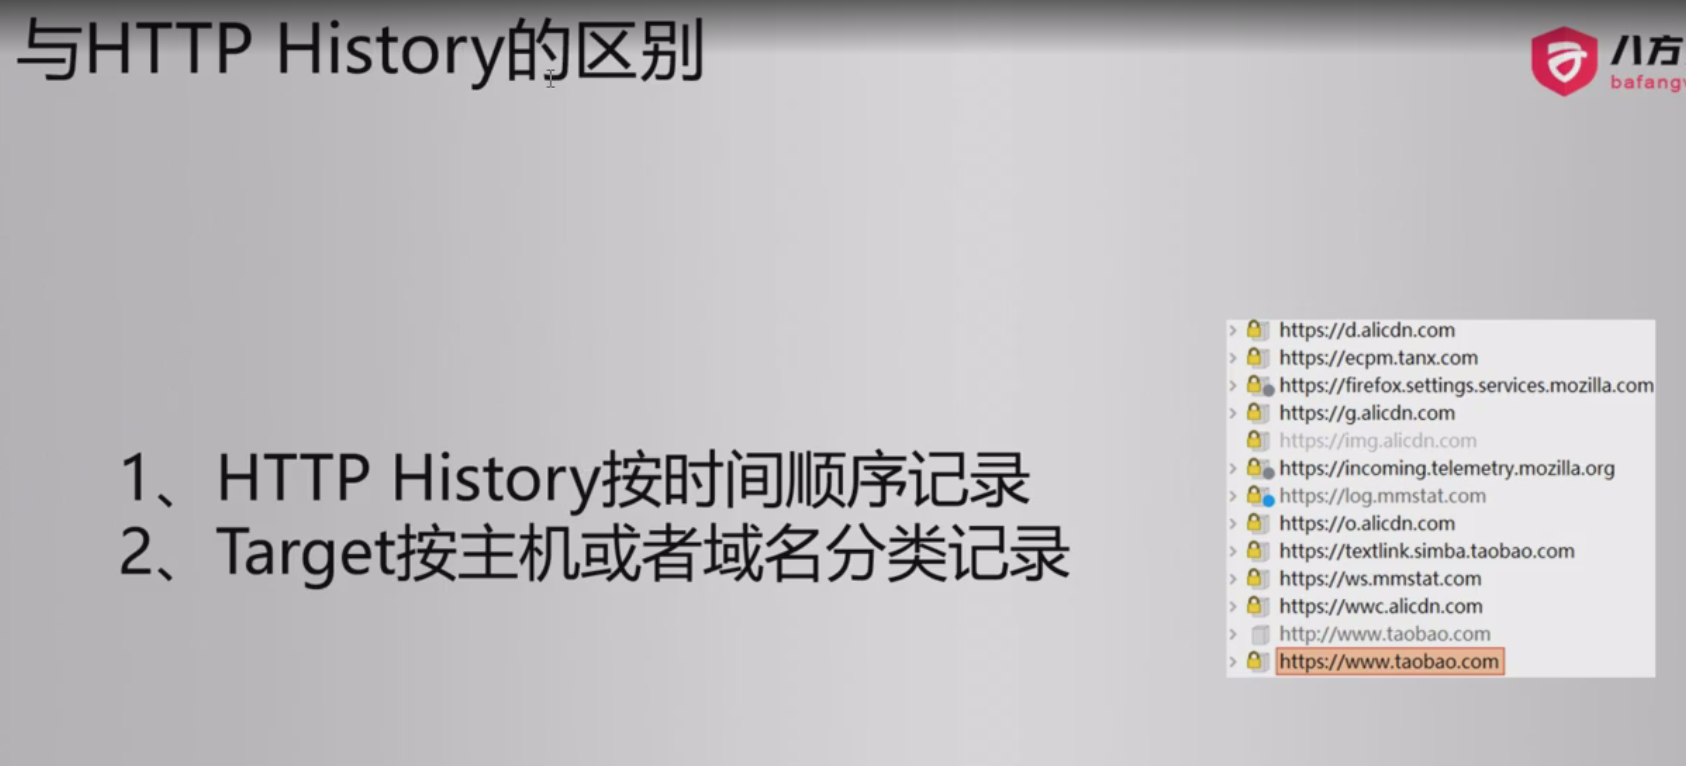 与HTTP History的区别
八方
bafang
1、HTTP History按时间顺序记录
2、Target按主机或者域名分类记录
https://d.alicdn.com
https://ecpm.tanx.com
https://firefox.settings.services.mozilla.com
https://g.alicdn.com
https://img.alicdn.com
https://incoming.telemetry.mozilla.org
https://log.mmstat.com
https://o.alicdn.com
https://textlink.simba.taobao.com
https://ws.mmstat.com
https://wwc.alicdn.com
http://www.taobao.com
https://www.taobao.com